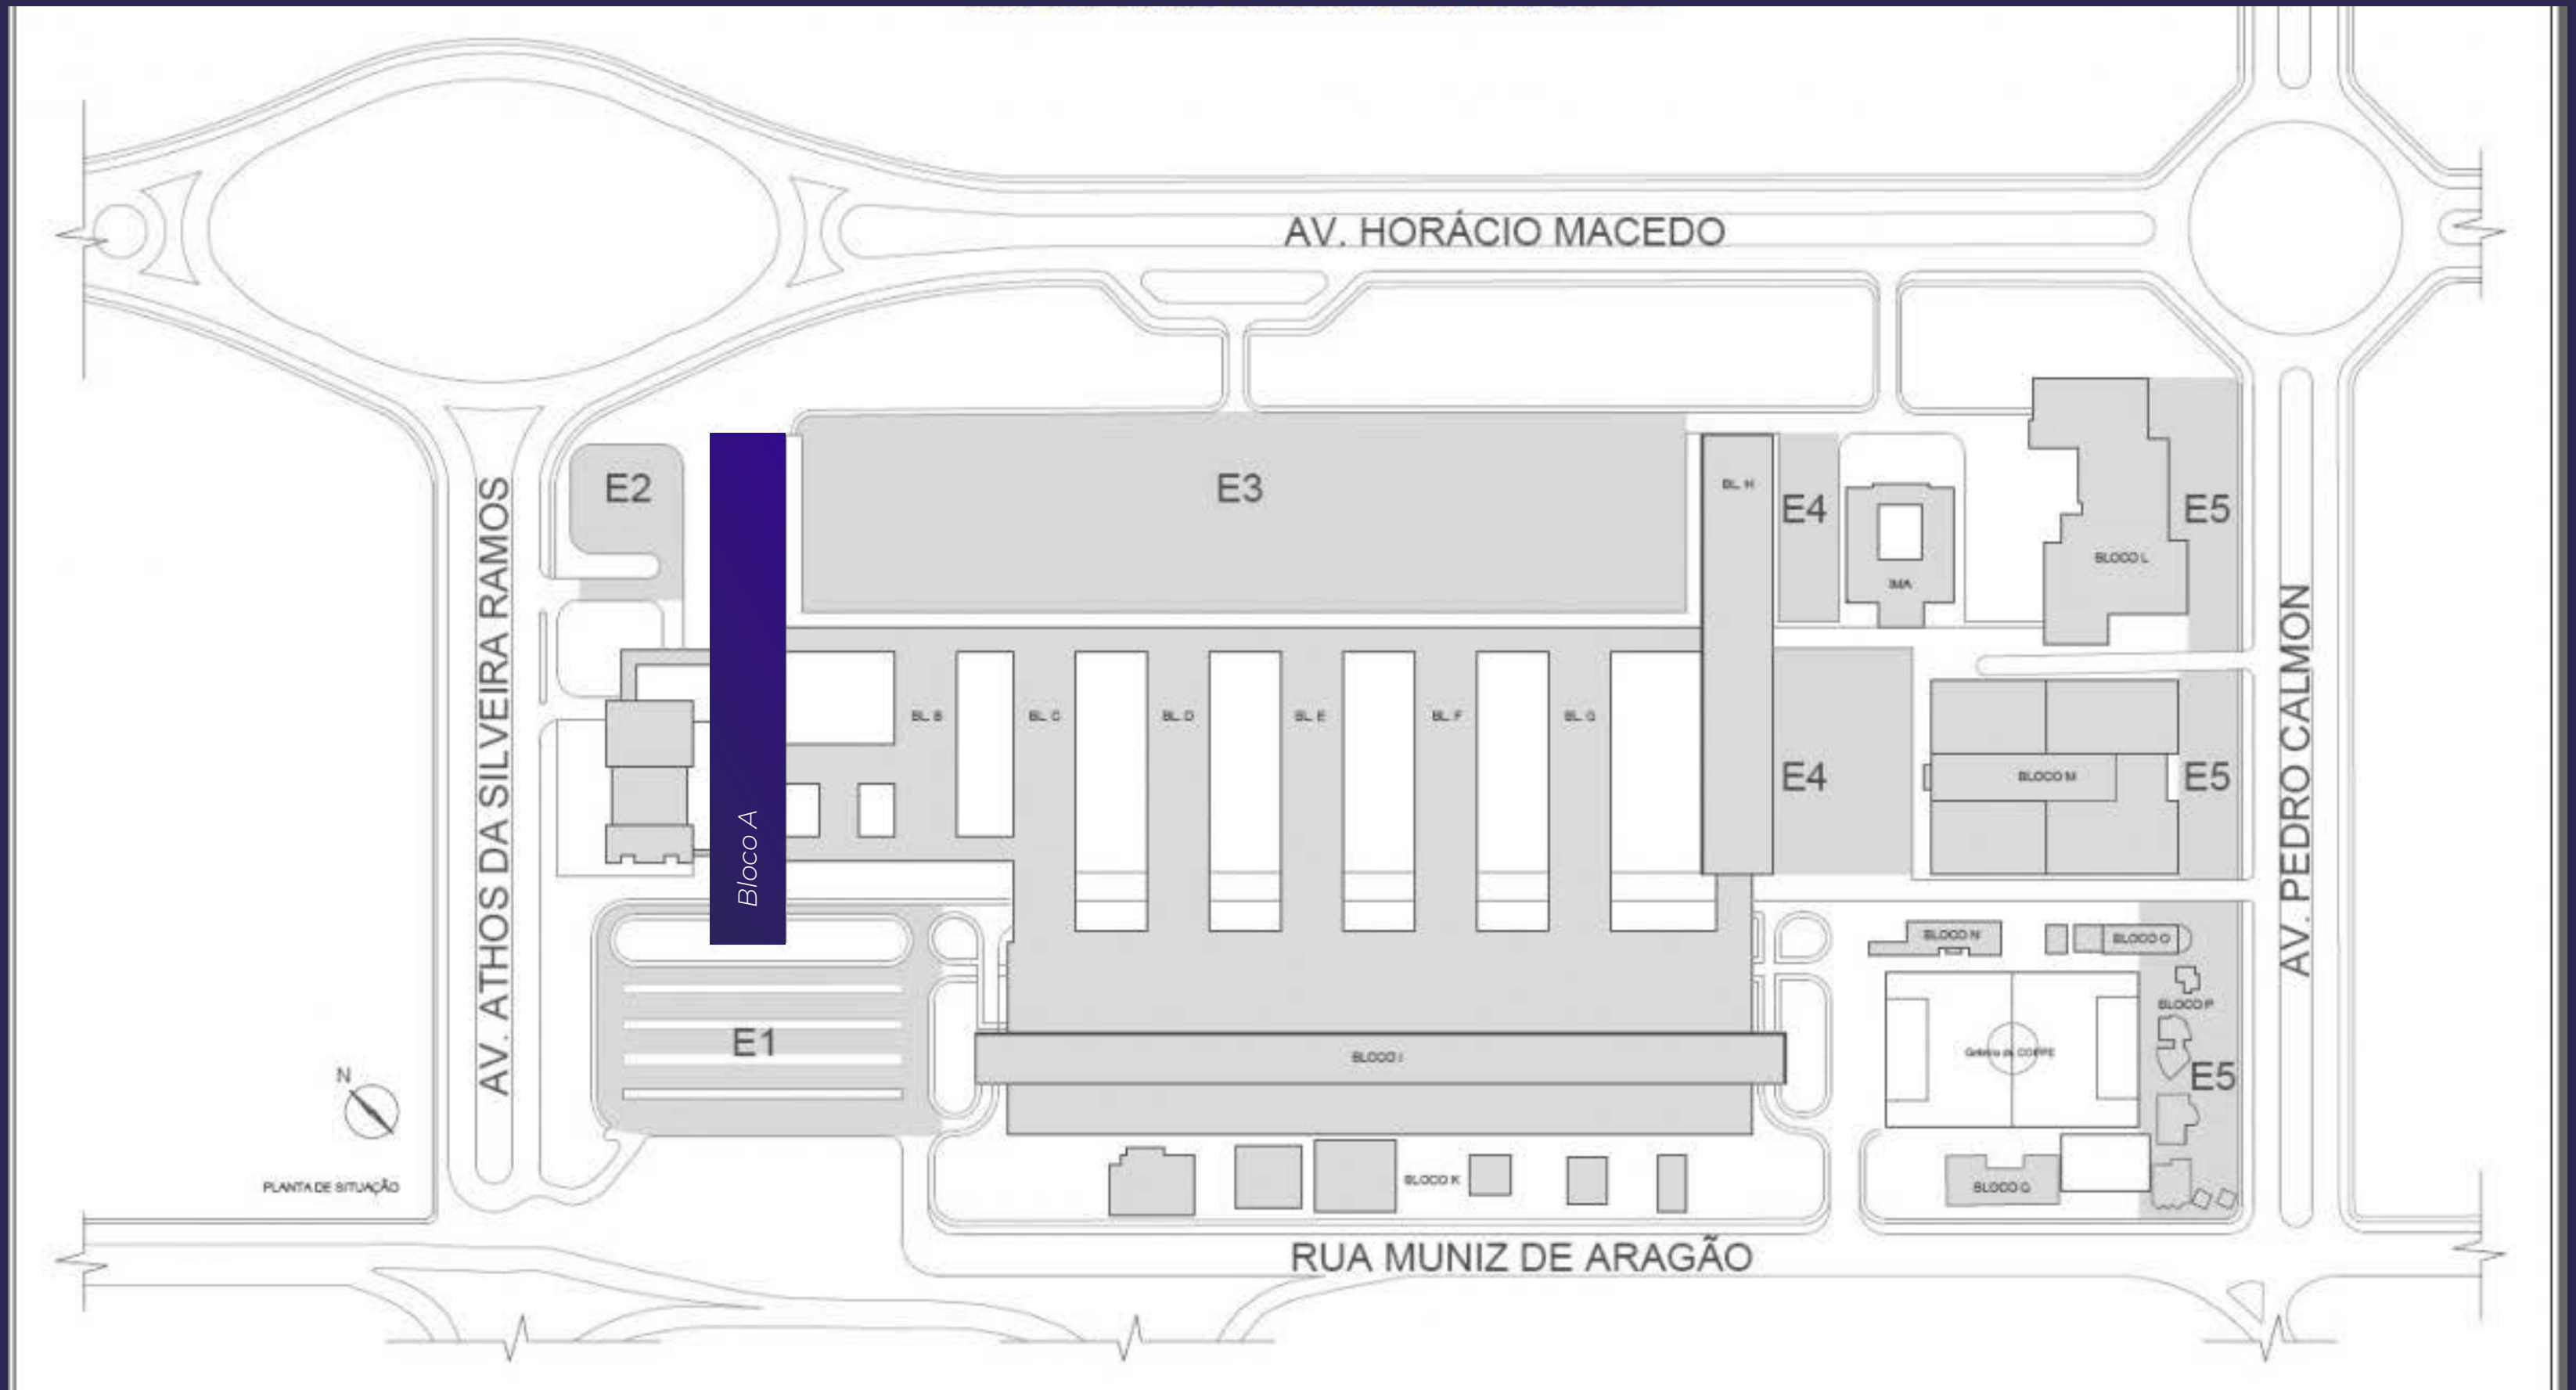 AV. HORÁCIO MACEDO
AV. ATHOS DA SILVEIRA RAMOS
E2
E3
BL. H
E4
IMA
BLOCO L
E5
AV. PEDRO CALMON
Bloco A
BL. B
BL. C
BL. D
BL. E
BL. F
BL. G
E4
BLOCO M
E5
BLOCO N
BLOCO O
BLOCO P
E1
BLOCO I
E5
N
PLANTA DE SITUAÇÃO
BLOCO K
BLOCO Q
RUA MUNIZ DE ARAGÃO